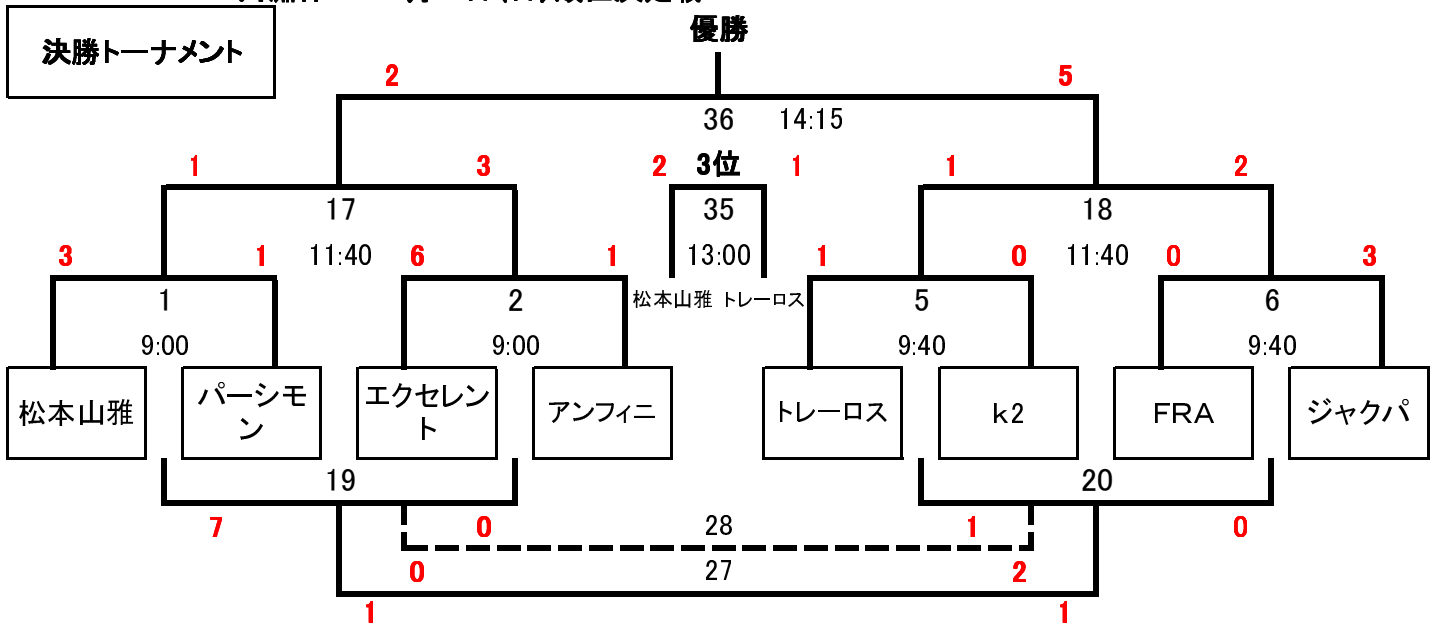 優勝
決勝トーナメント
2 5
36 14:15
1 3 2 3位 1 1 2
17 35 18
3 1 11:40 6 1 13:00 1 0 11:40 0 3
1 2 松本山雅 トレーロス 5 6
9:00 9:00 9:40 9:40
松本山雅
パーシモ
ン
エクセレン
ト
アンフィニ
トレーロス
k2
FRA
ジャクパ
19 20
7 0 28 1 0
0 27 2
1 1